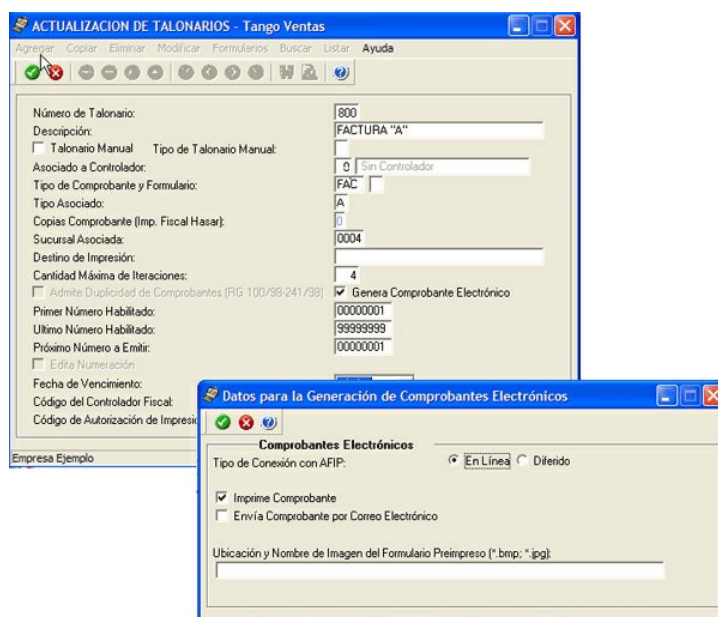 ACTUALIZACION DE TALONARIOS - Tango Ventas
Agregar Copiar Eliminar Modificar Formularios Buscar Listar Ayuda
Número de Talonario: 800
Descripción: FACTURA "A"
Talonario Manual Tipo de Talonario Manual:
Asociado a Controlador: 0 Sin Controlador
Tipo de Comprobante y Formulario: FAC
Tipo Asociado: A
Copias Comprobante (Imp. Fiscal Hasar): 0
Sucursal Asociada: 0004
Destino de Impresión:
Cantidad Máxima de Iteraciones: 4
Admite Duplicidad de Comprobantes (RG 100/98-241/98) Genera Comprobante Electrónico
Primer Número Habilitado: 00000001
Ultimo Número Habilitado: 99999999
Próximo Número a Emitir: 00000001
Edita Numeración
Fecha de Vencimiento:
Código del Controlador Fiscal:
Código de Autorización de Impresió
Empresa Ejemplo
Datos para la Generación de Comprobantes Electrónicos
Comprobantes Electrónicos
Tipo de Conexión con AFIP: En Línea Diferido
Imprime Comprobante
Envía Comprobante por Correo Electrónico
Ubicación y Nombre de Imagen del Formulario Preimpreso (*.bmp; *.jpg):